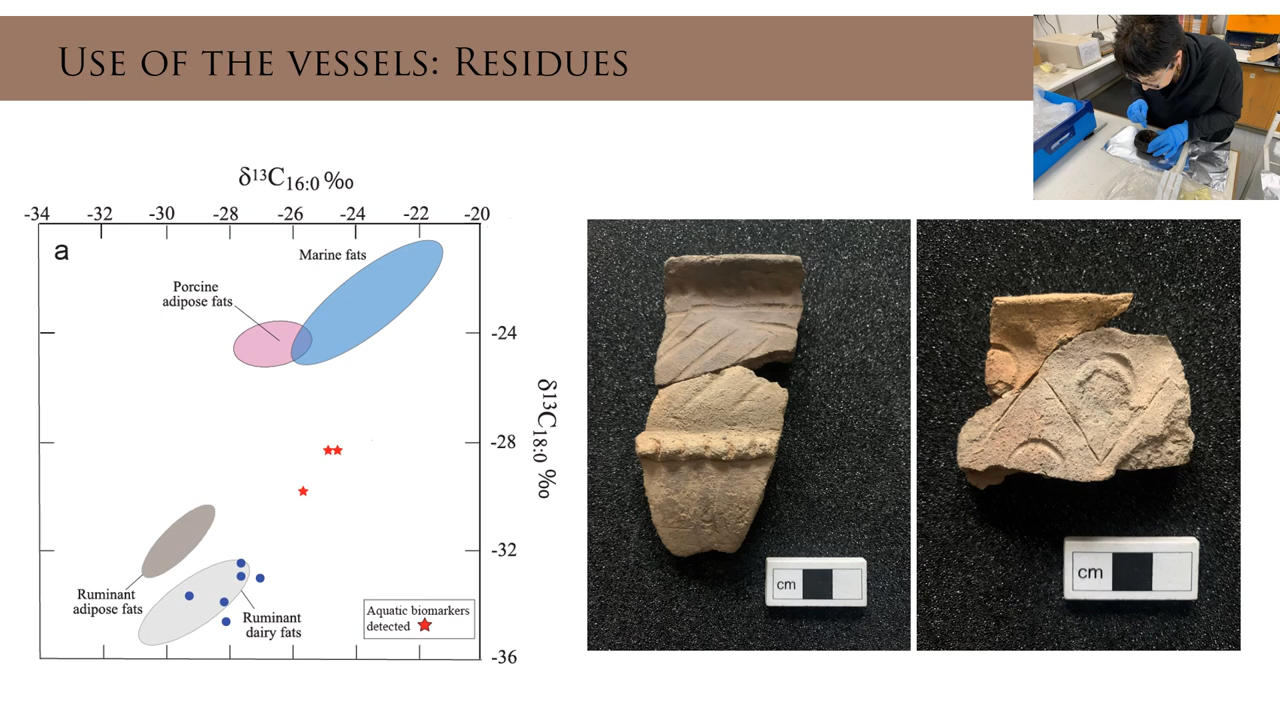 USE OF THE VESSELS: RESIDUES
δ¹³C₁₆:₀ ‰
-34 -32 -30 -28 -26 -24 -22 -20
a
Marine fats
Porcine
adipose fats
-24
-28
-32
-36
δ¹³C₁₈:₀ ‰
Ruminant
adipose fats
Ruminant
dairy fats
Aquatic biomarkers
detected
cm
cm